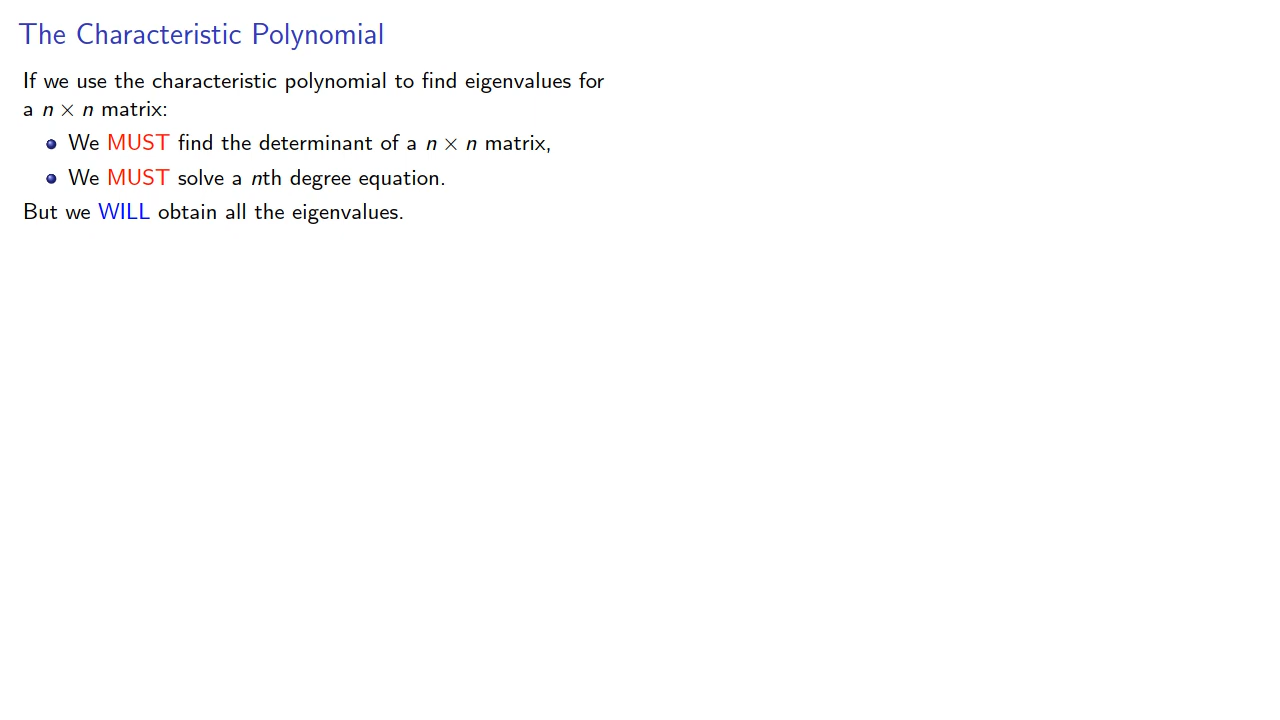 The Characteristic Polynomial
If we use the characteristic polynomial to find eigenvalues for
a n × n matrix:
We MUST find the determinant of a n × n matrix,
We MUST solve a nth degree equation.
But we WILL obtain all the eigenvalues.